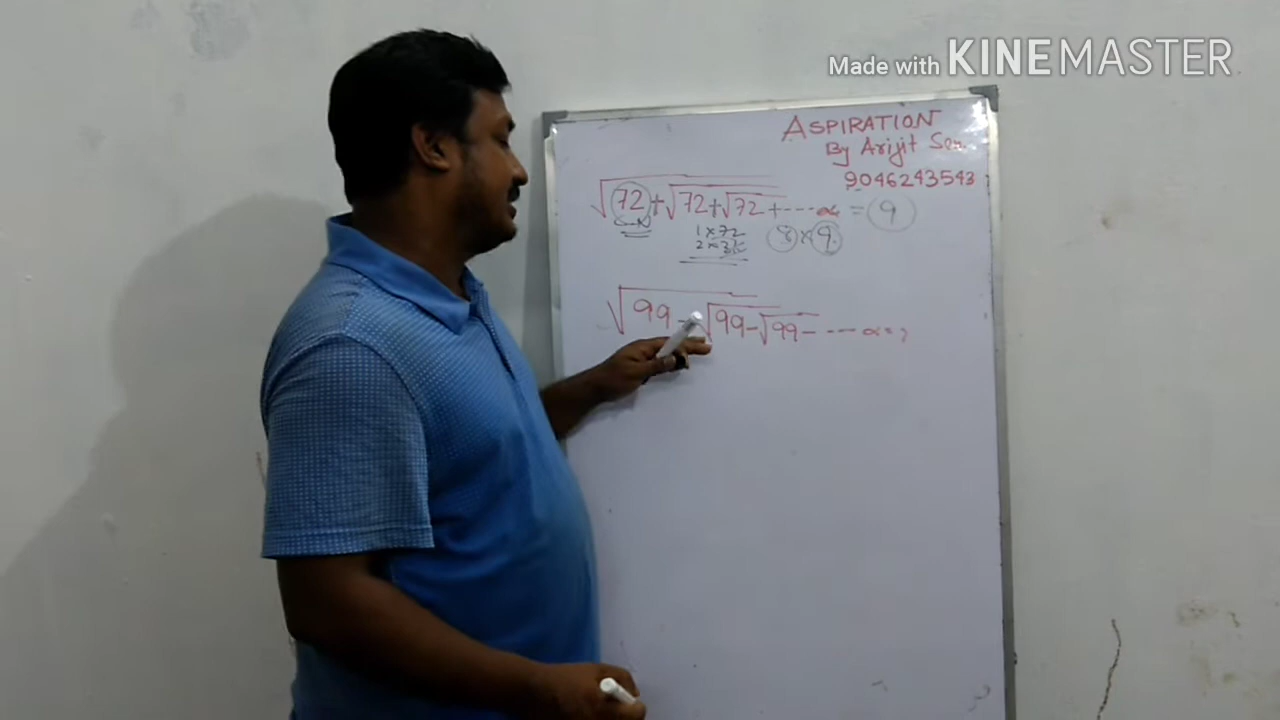 Made with KINEMASTER
ASPIRATION
By Arijit Sen
9046243543
√72+√72+√72+----α = 9
S-N
1×72
2×36
8×9
√99-√99-√99-----α=?